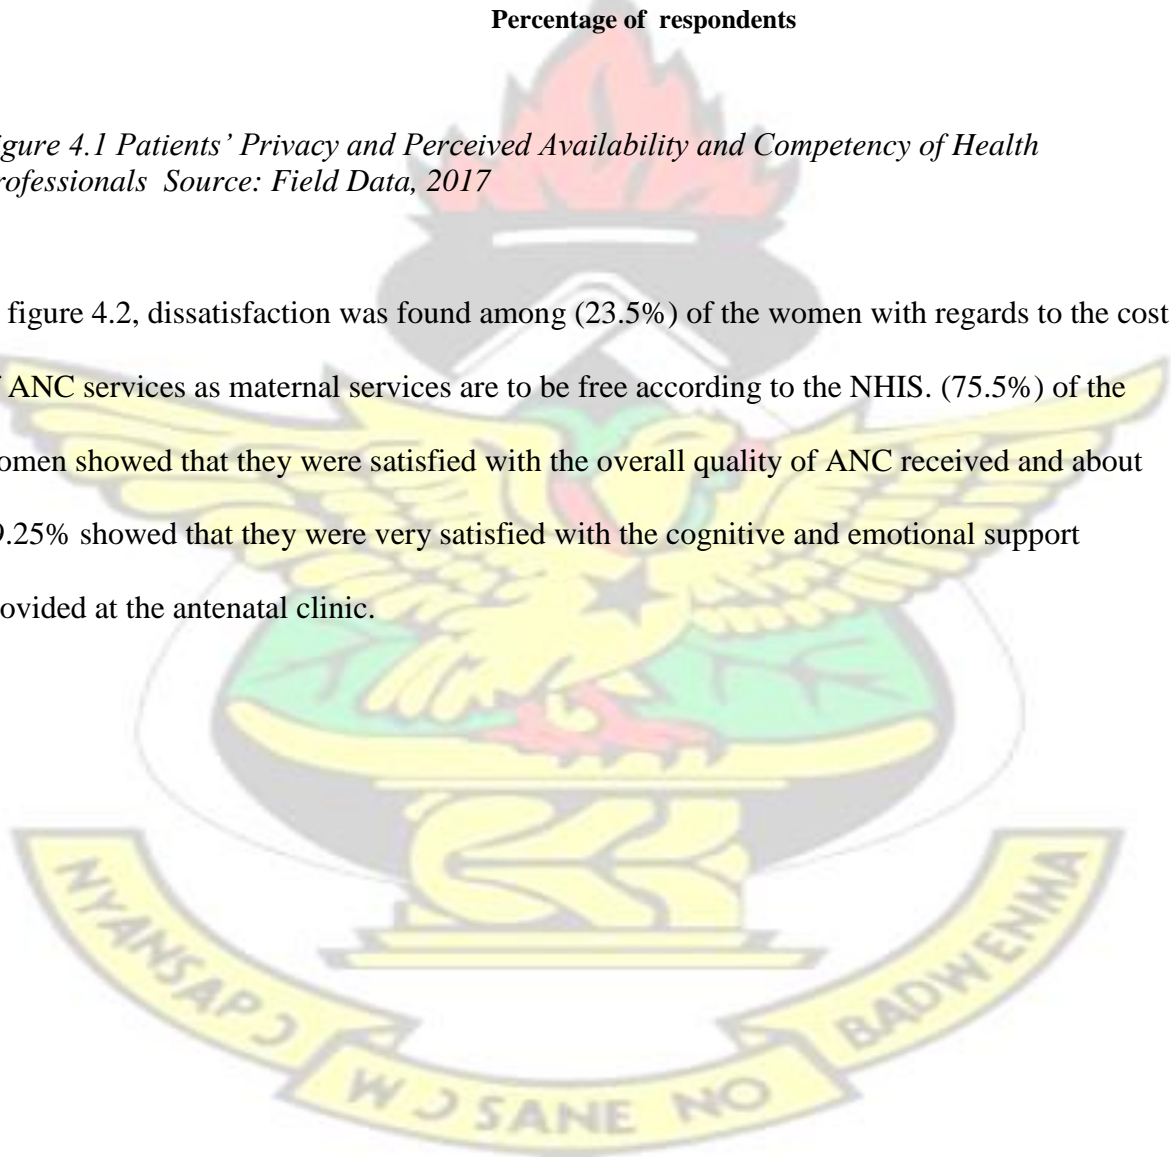 Percentage of respondents
igure 4.1 Patients' Privacy and Perceived Availability and Competency of Health
rofessionals Source: Field Data, 2017
figure 4.2, dissatisfaction was found among (23.5%) of the women with regards to the cost
f ANC services as maternal services are to be free according to the NHIS. (75.5%) of the
omen showed that they were satisfied with the overall quality of ANC received and about
9.25% showed that they were very satisfied with the cognitive and emotional support
ovided at the antenatal clinic.
NYANSAPƆ WƆSANE NO BADWENMA